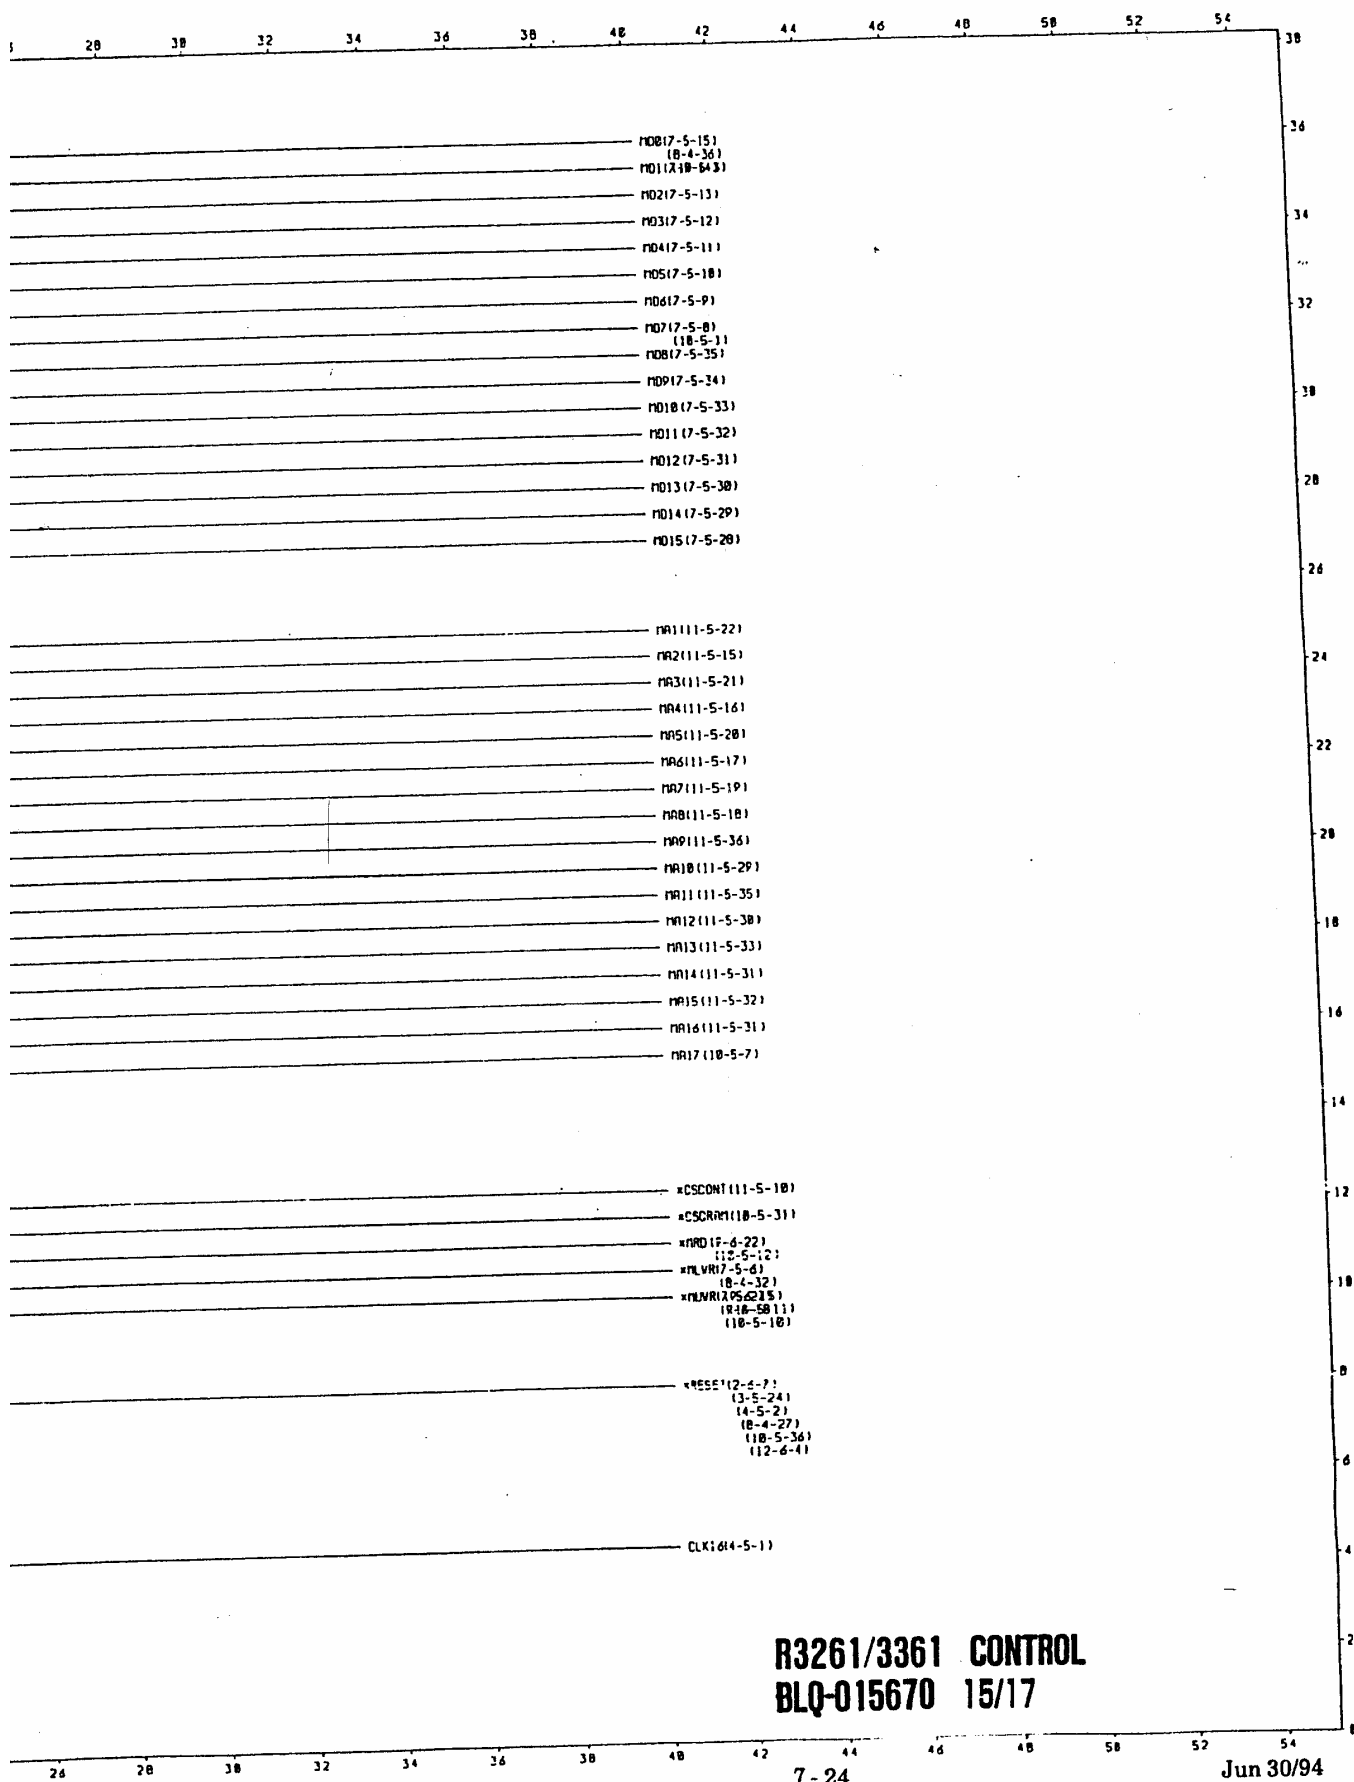 28 30 32 34 36 38 40 42 44 46 48 50 52 54
38
36
34
32
30
28
26
24
22
20
18
16
14
12
10
8
6
4
2
0
MD0(7-5-15)
(8-4-36)
MD2(7-5-13)
MD3(7-5-12)
MD4(7-5-11)
MD5(7-5-10)
MD6(7-5-9)
MD7(7-5-8)
(10-5-1)
MD8(7-5-35)
MD9(7-5-34)
MD10(7-5-33)
MD11(7-5-32)
MD12(7-5-31)
MD13(7-5-30)
MD14(7-5-29)
MD15(7-5-28)
MA1(11-5-22)
MA2(11-5-15)
MA3(11-5-21)
MA4(11-5-16)
MA5(11-5-20)
MA6(11-5-17)
MA7(11-5-19)
MA8(11-5-18)
MA9(11-5-36)
MA10(11-5-29)
MA11(11-5-35)
MA12(11-5-30)
MA13(11-5-33)
MA14(11-5-31)
MA15(11-5-32)
MA16(11-5-31)
MA17(10-5-7)
*CSCONT(11-5-10)
*CSGRAM(10-5-31)
(8-4-32)
(10-5-10)
(3-5-24)
(4-5-2)
(8-4-27)
(10-5-36)
(12-6-4)
CLK16(4-5-1)
R3261/3361 CONTROL
BLQ-015670 15/17
26 28 30 32 34 36 38 40 42 44 46 48 50 52 54
7 - 24
Jun 30/94